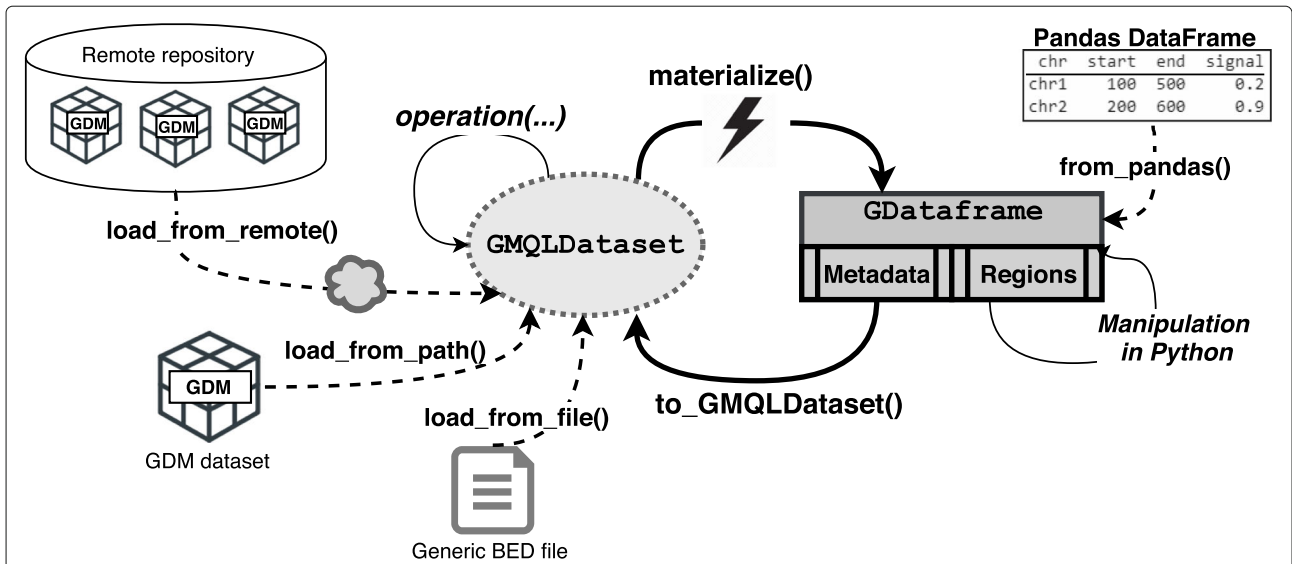 Remote repository
GDM
GDM
GDM
load_from_remote()
operation(...)
materialize()
Pandas DataFrame
chr start end signal
chr1 100 500 0.2
chr2 200 600 0.9
from_pandas()
GMQLDataset
GDataframe
Metadata
Regions
Manipulation
in Python
load_from_path()
GDM
GDM dataset
load_from_file()
Generic BED file
to_GMQLDataset()